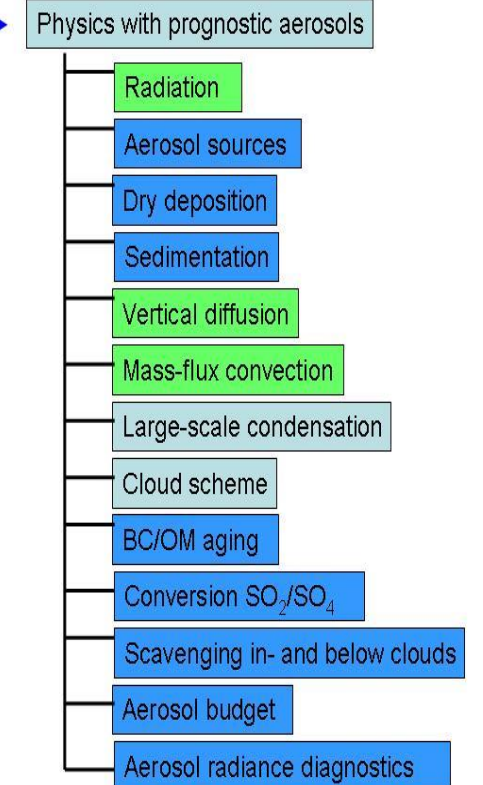 Physics with prognostic aerosols
Radiation
Aerosol sources
Dry deposition
Sedimentation
Vertical diffusion
Mass-flux convection
Large-scale condensation
Cloud scheme
BC/OM aging
Conversion SO₂/SO₄
Scavenging in- and below clouds
Aerosol budget
Aerosol radiance diagnostics